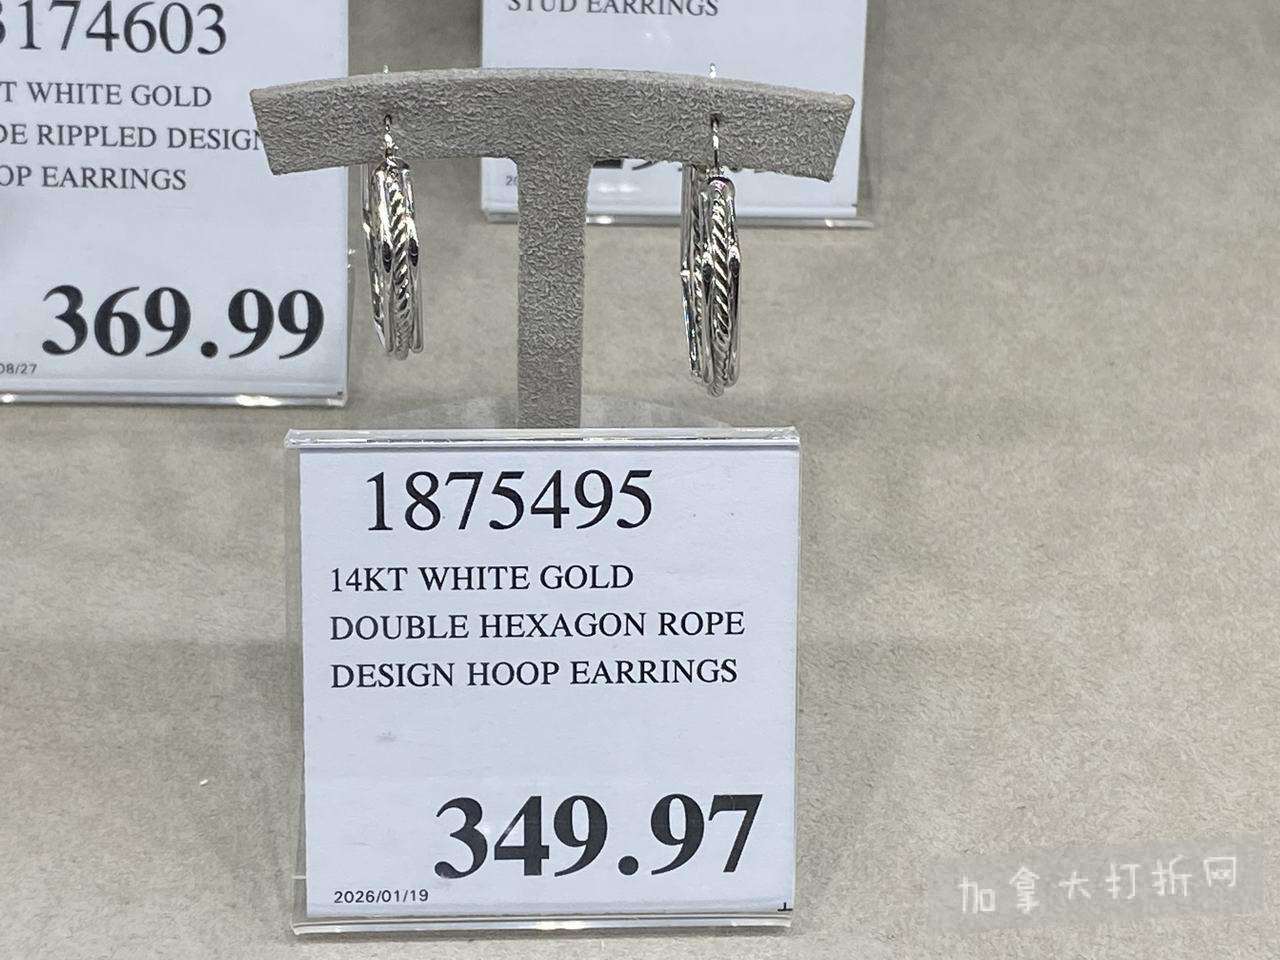 3174603
T WHITE GOLD
DE RIPPLED DESIGN
OP EARRINGS
369.99
08/27
STUD EARRINGS
1875495
14KT WHITE GOLD
DOUBLE HEXAGON ROPE
DESIGN HOOP EARRINGS
349.97
2026/01/19
加拿大打折网